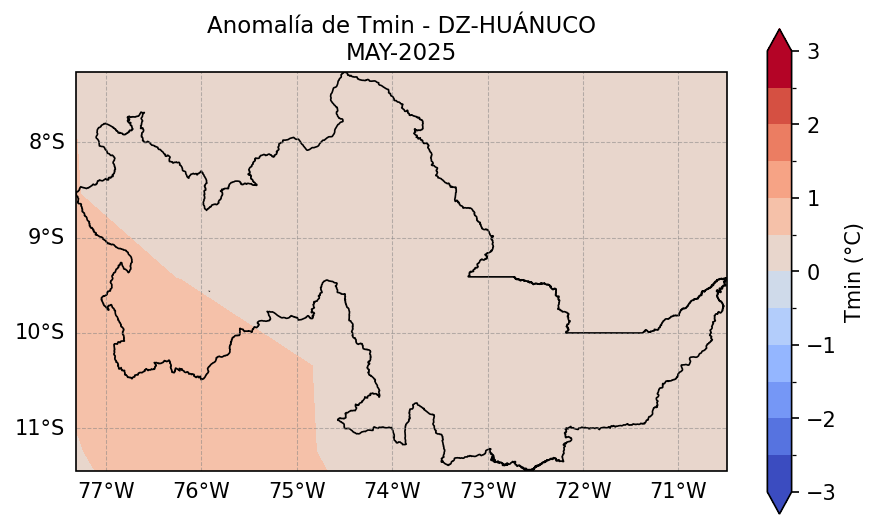 Anomalía de Tmin - DZ-HUÁNUCO
MAY-2025
8°S
9°S
10°S
11°S
77°W 76°W 75°W 74°W 73°W 72°W 71°W
3
2
1
0
−1
−2
−3
Tmin (°C)